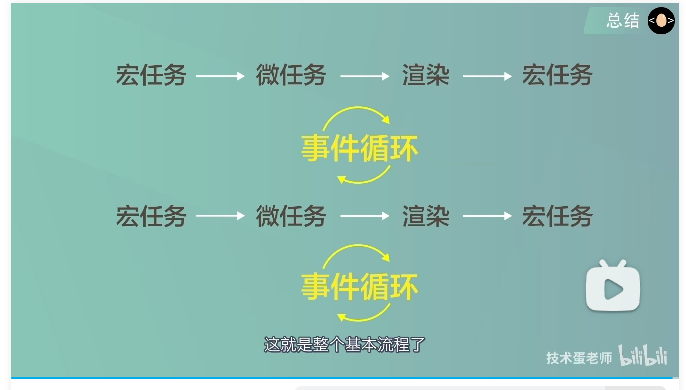 总结
宏任务 微任务 渲染 宏任务
事件循环
宏任务 微任务 渲染 宏任务
事件循环
这就是整个基本流程了
技术蛋老师 bilibili